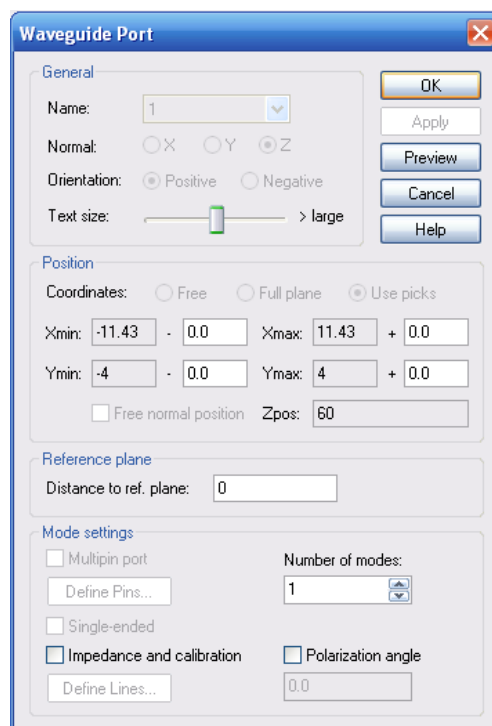 Waveguide Port
General
Name: 1
Normal: X Y Z
Orientation: Positive Negative
Text size: > large
OK
Apply
Preview
Cancel
Help
Position
Coordinates: Free Full plane Use picks
Xmin: -11.43 - 0.0 Xmax: 11.43 + 0.0
Ymin: -4 - 0.0 Ymax: 4 + 0.0
Free normal position Zpos: 60
Reference plane
Distance to ref. plane: 0
Mode settings
Multipin port Number of modes:
Define Pins... 1
Single-ended
Impedance and calibration Polarization angle
Define Lines... 0.0